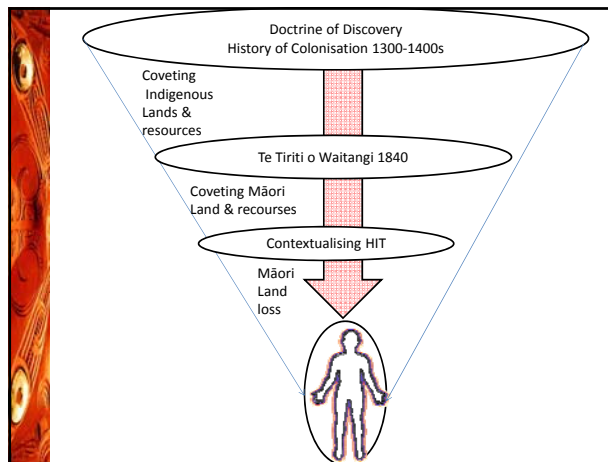 Doctrine of Discovery
History of Colonisation 1300-1400s
Coveting
Indigenous
Lands &
resources
Te Tiriti o Waitangi 1840
Coveting Māori
Land & recourses
Contextualising HIT
Māori
Land
loss